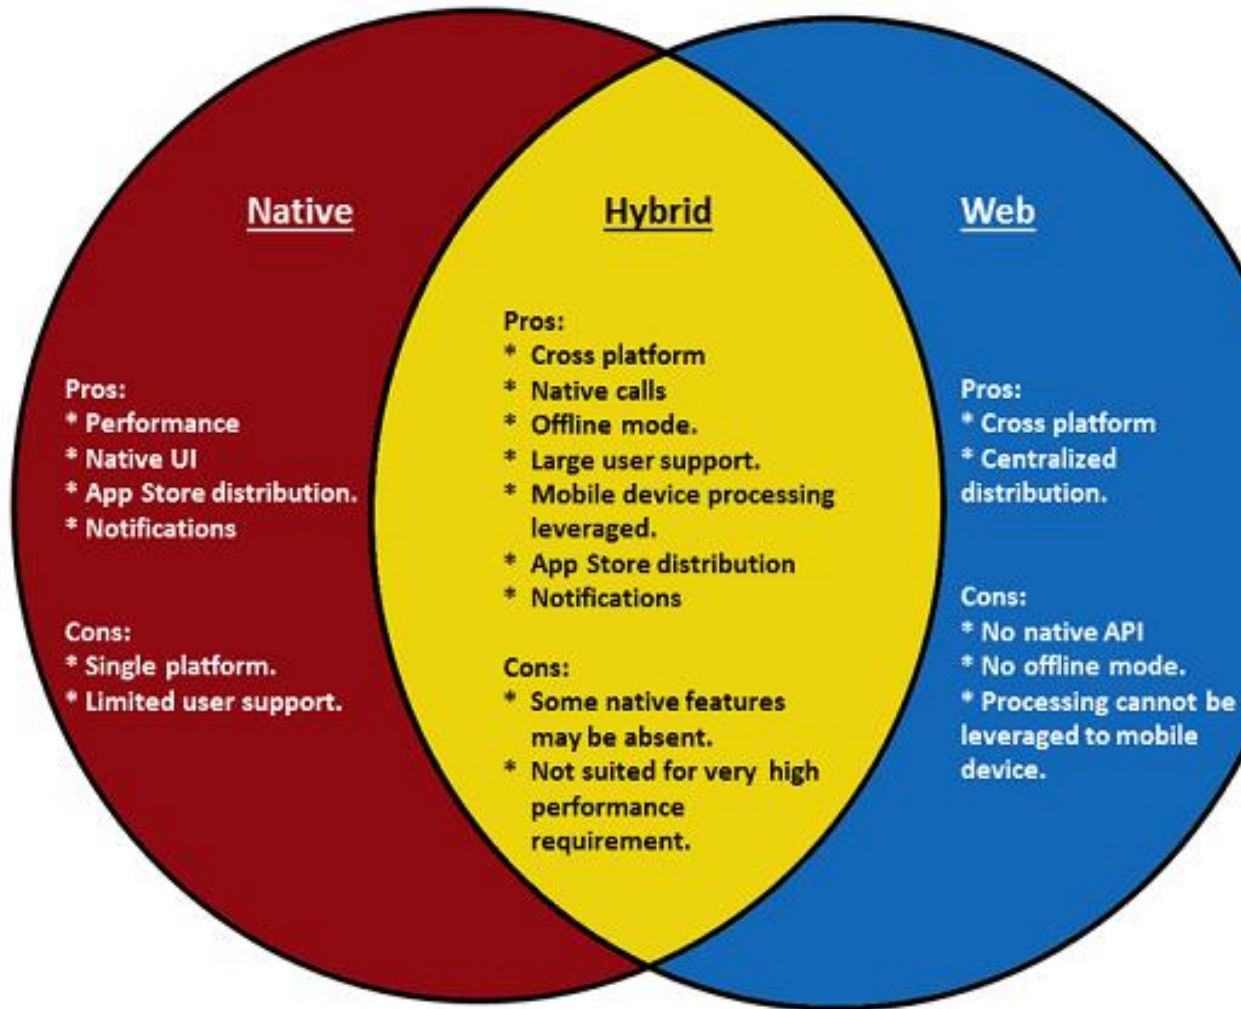 Native
Pros:
* Performance
* Native UI
* App Store distribution.
* Notifications
Cons:
* Single platform.
* Limited user support.
Hybrid
Pros:
* Cross platform
* Native calls
* Offline mode.
* Large user support.
* Mobile device processing
leveraged.
* App Store distribution
* Notifications
Cons:
* Some native features
may be absent.
* Not suited for very high
performance
requirement.
Web
Pros:
* Cross platform
* Centralized
distribution.
Cons:
* No native API
* No offline mode.
* Processing cannot be
leveraged to mobile
device.